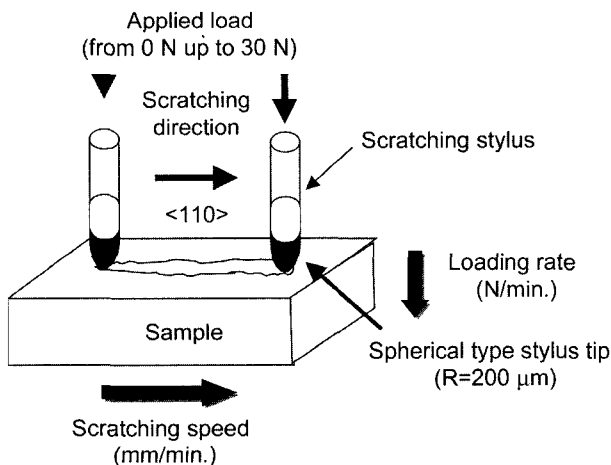 Applied load
(from 0 N up to 30 N)
Scratching
direction
Scratching stylus
<110>
Loading rate
(N/min.)
Sample
Spherical type stylus tip
(R=200 μm)
Scratching speed
(mm/min.)